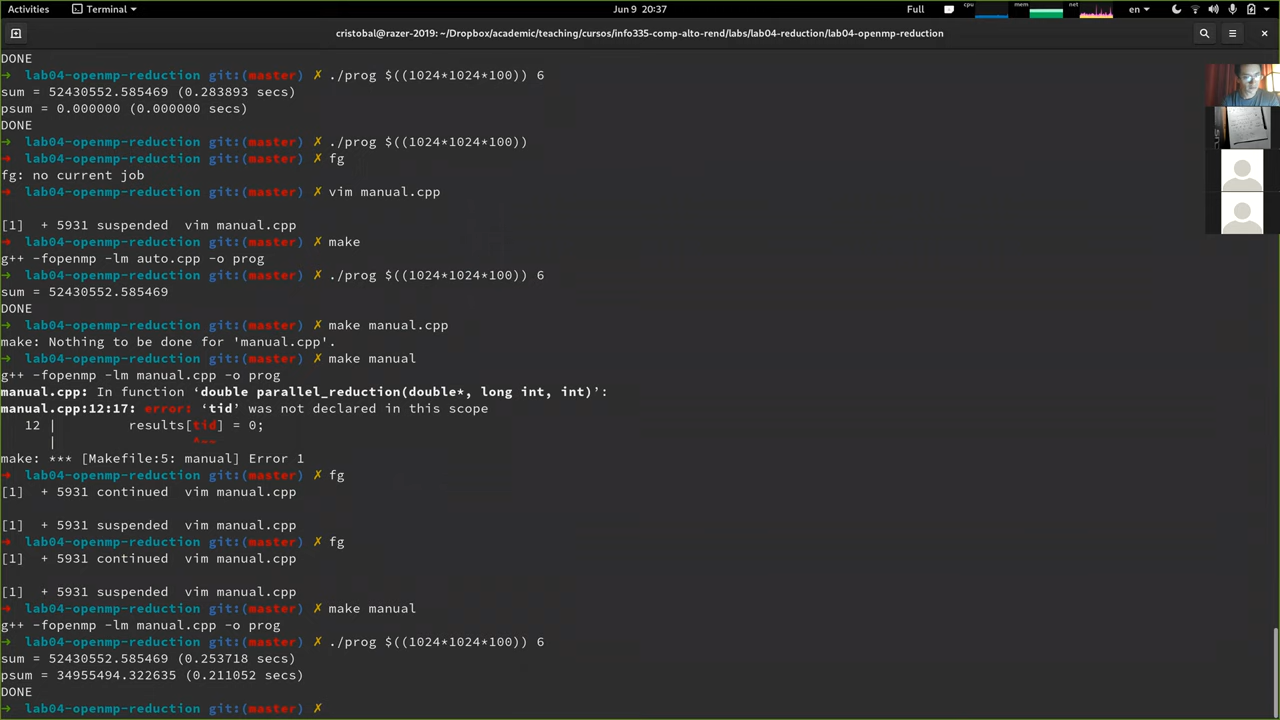 Activities Terminal Jun 9 20:37 Full cpu mem net en
cristobal@razer-2019: ~/Dropbox/academic/teaching/cursos/info335-comp-alto-rend/labs/lab04-reduction/lab04-openmp-reduction
DONE
→ lab04-openmp-reduction git:(master) ✗ ./prog $((1024*1024*100)) 6
sum = 52430552.585469 (0.283893 secs)
psum = 0.000000 (0.000000 secs)
DONE
→ lab04-openmp-reduction git:(master) ✗ ./prog $((1024*1024*100))
→ lab04-openmp-reduction git:(master) ✗ fg
fg: no current job
→ lab04-openmp-reduction git:(master) ✗ vim manual.cpp
[1] + 5931 suspended vim manual.cpp
→ lab04-openmp-reduction git:(master) ✗ make
g++ -fopenmp -lm auto.cpp -o prog
→ lab04-openmp-reduction git:(master) ✗ ./prog $((1024*1024*100)) 6
sum = 52430552.585469
DONE
→ lab04-openmp-reduction git:(master) ✗ make manual.cpp
make: Nothing to be done for 'manual.cpp'.
→ lab04-openmp-reduction git:(master) ✗ make manual
g++ -fopenmp -lm manual.cpp -o prog
manual.cpp: In function ‘double parallel_reduction(double*, long int, int)’:
manual.cpp:12:17: error: ‘tid’ was not declared in this scope
12 | results[tid] = 0;
| ^~~
make: *** [Makefile:5: manual] Error 1
→ lab04-openmp-reduction git:(master) ✗ fg
[1] + 5931 continued vim manual.cpp
[1] + 5931 suspended vim manual.cpp
→ lab04-openmp-reduction git:(master) ✗ fg
[1] + 5931 continued vim manual.cpp
[1] + 5931 suspended vim manual.cpp
→ lab04-openmp-reduction git:(master) ✗ make manual
g++ -fopenmp -lm manual.cpp -o prog
→ lab04-openmp-reduction git:(master) ✗ ./prog $((1024*1024*100)) 6
sum = 52430552.585469 (0.253718 secs)
psum = 34955494.322635 (0.211052 secs)
DONE
→ lab04-openmp-reduction git:(master) ✗